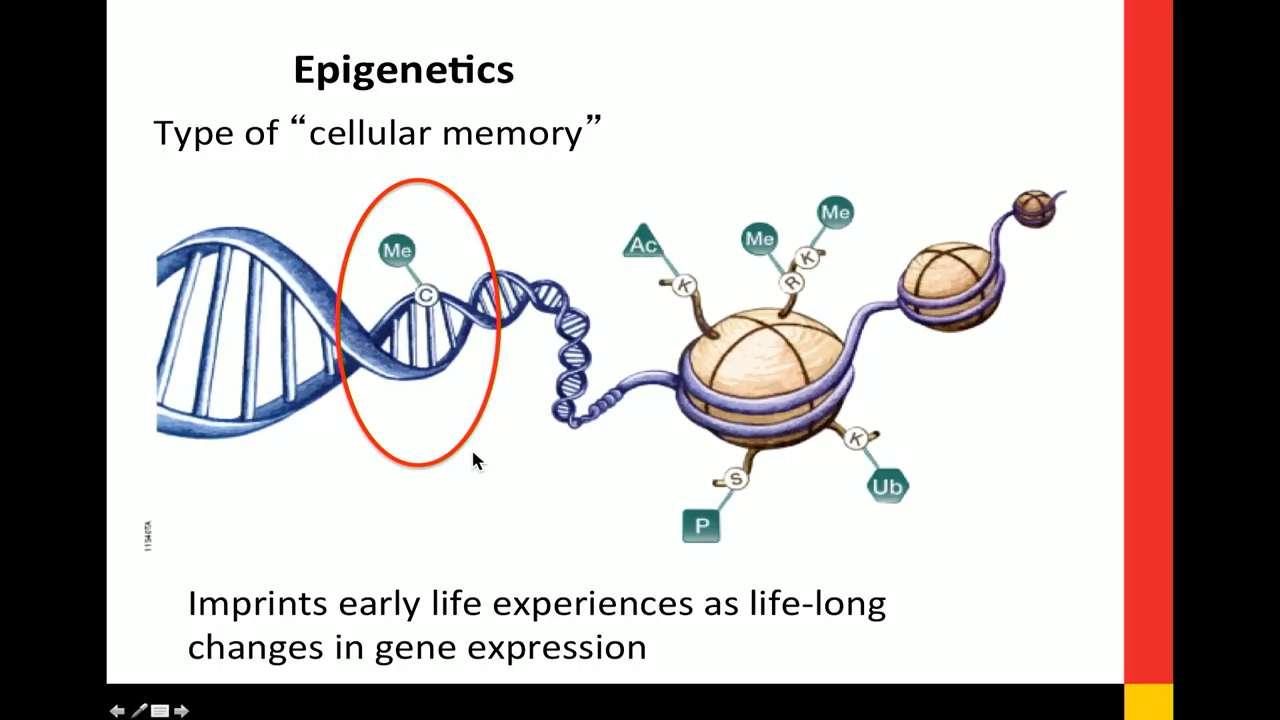 Epigenetics
Type of “cellular memory”
Me
C
Ac
K
Me
R
K
Me
S
P
K
Ub
Imprints early life experiences as life-long
changes in gene expression